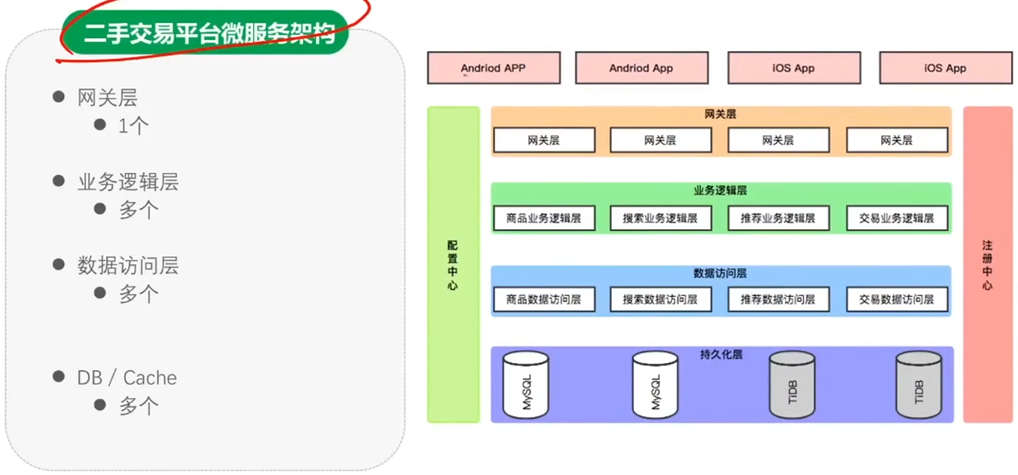 二手交易平台微服务架构
网关层
1个
业务逻辑层
多个
数据访问层
多个
DB / Cache
多个
Andriod APP
Andriod App
iOS App
iOS App
配置中心
网关层
网关层
网关层
网关层
网关层
业务逻辑层
商品业务逻辑层
搜索业务逻辑层
推荐业务逻辑层
交易业务逻辑层
数据访问层
商品数据访问层
搜索数据访问层
推荐数据访问层
交易数据访问层
持久化层
MySQL
MySQL
TiDB
TiDB
注册中心